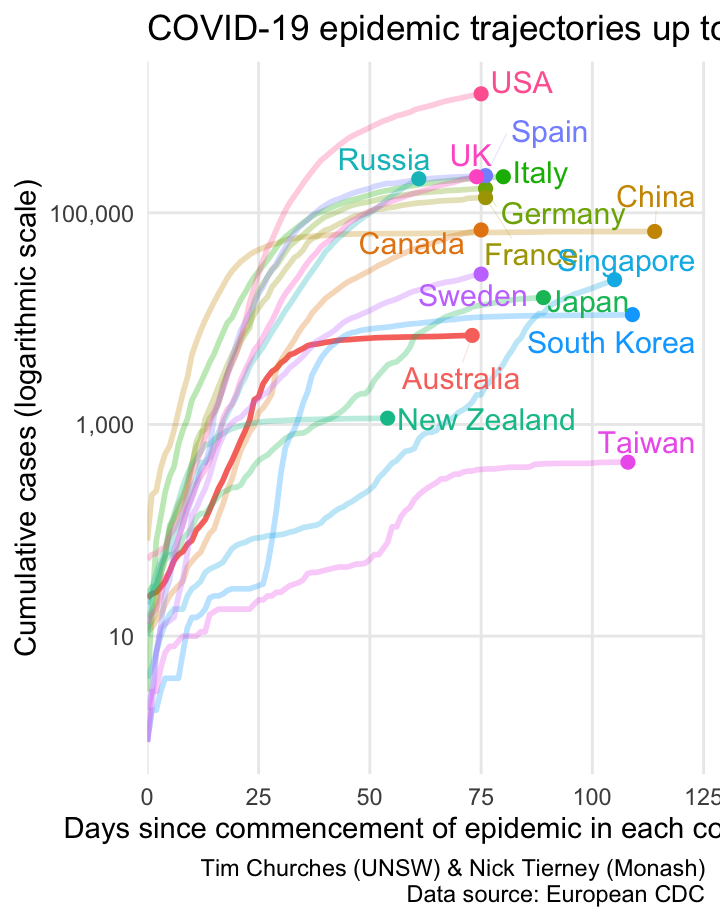 COVID-19 epidemic trajectories up to
Cumulative cases (logarithmic scale)
100,000
1,000
10
USA
Spain
UK
Russia
Italy
China
Germany
Canada
France
Singapore
Sweden
Japan
South Korea
Australia
New Zealand
Taiwan
0 25 50 75 100 125
Days since commencement of epidemic in each co
Tim Churches (UNSW) & Nick Tierney (Monash)
Data source: European CDC